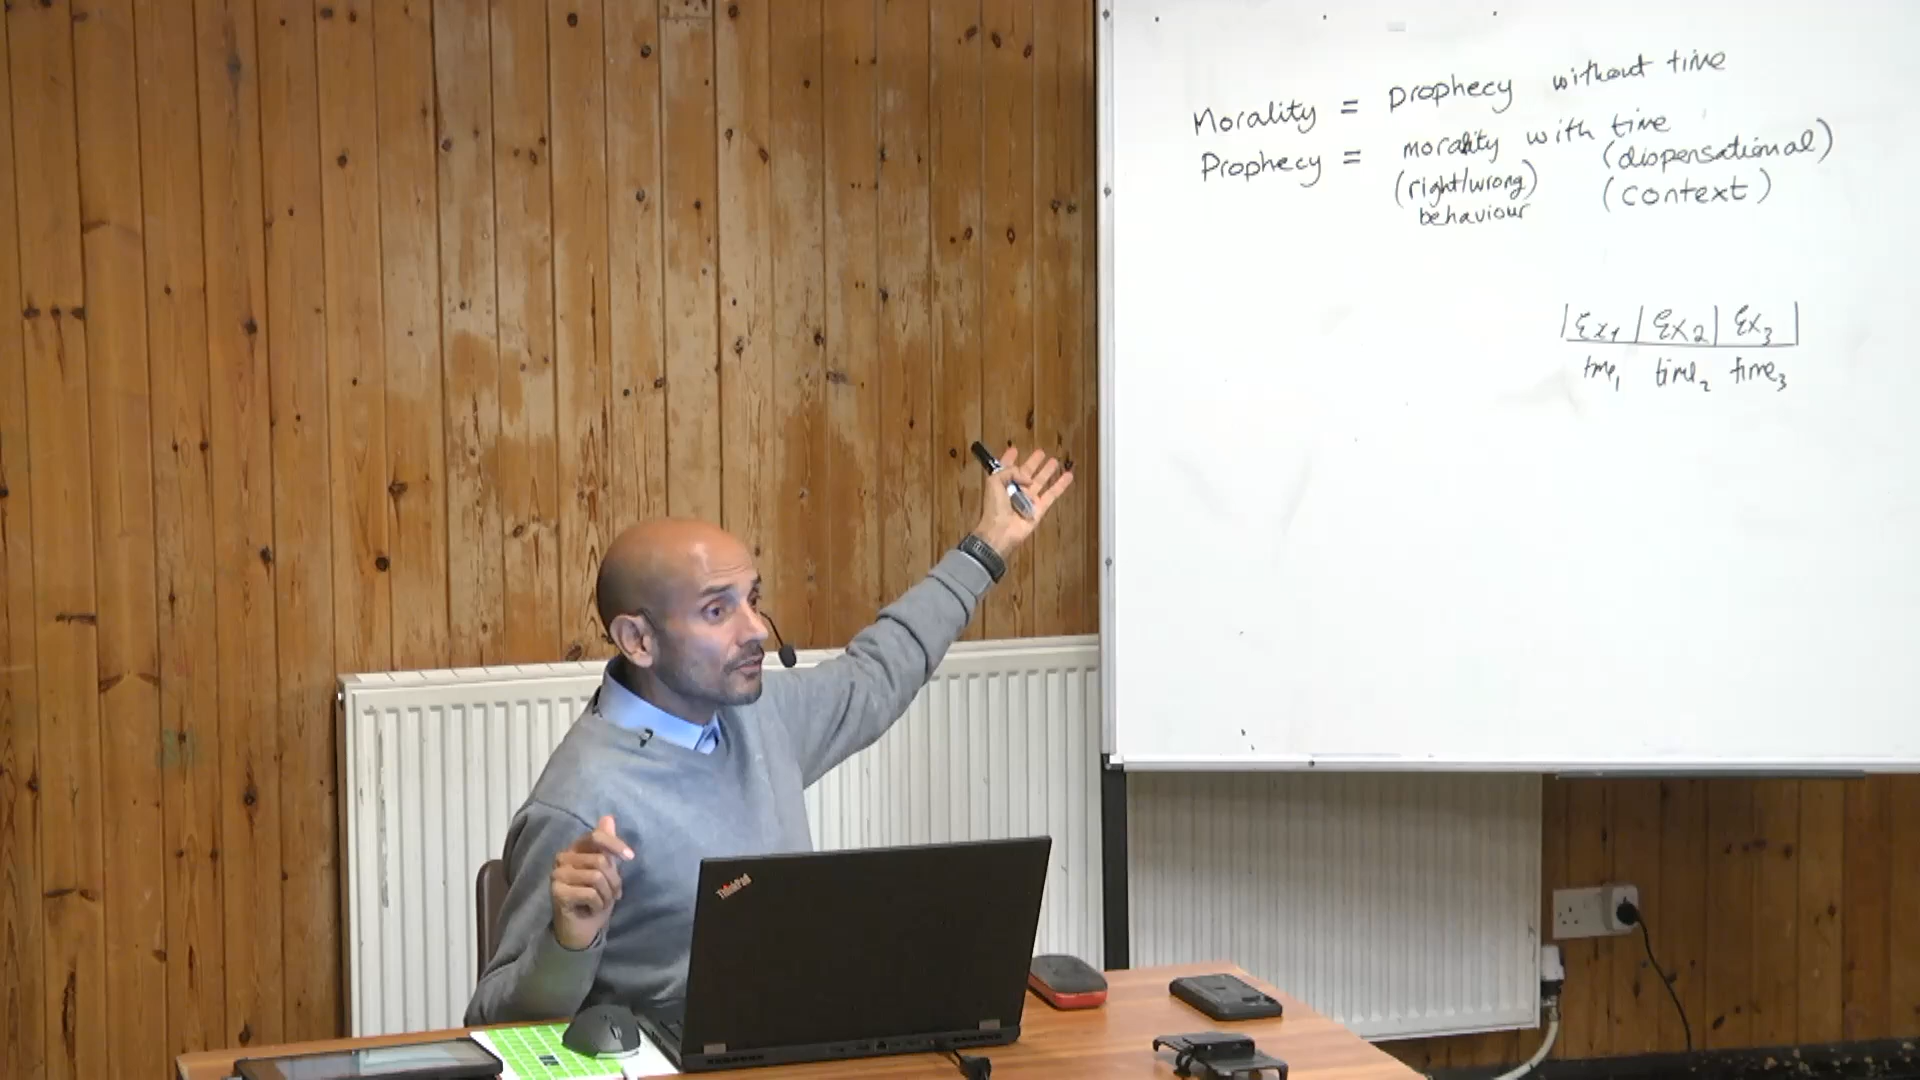 Morality = prophecy without time
Prophecy = morality with time
(right/wrong) (dispensational)
behaviour (context)
| Ex1 | Ex2 | Ex3 |
time1 time2 time3
ThinkPad